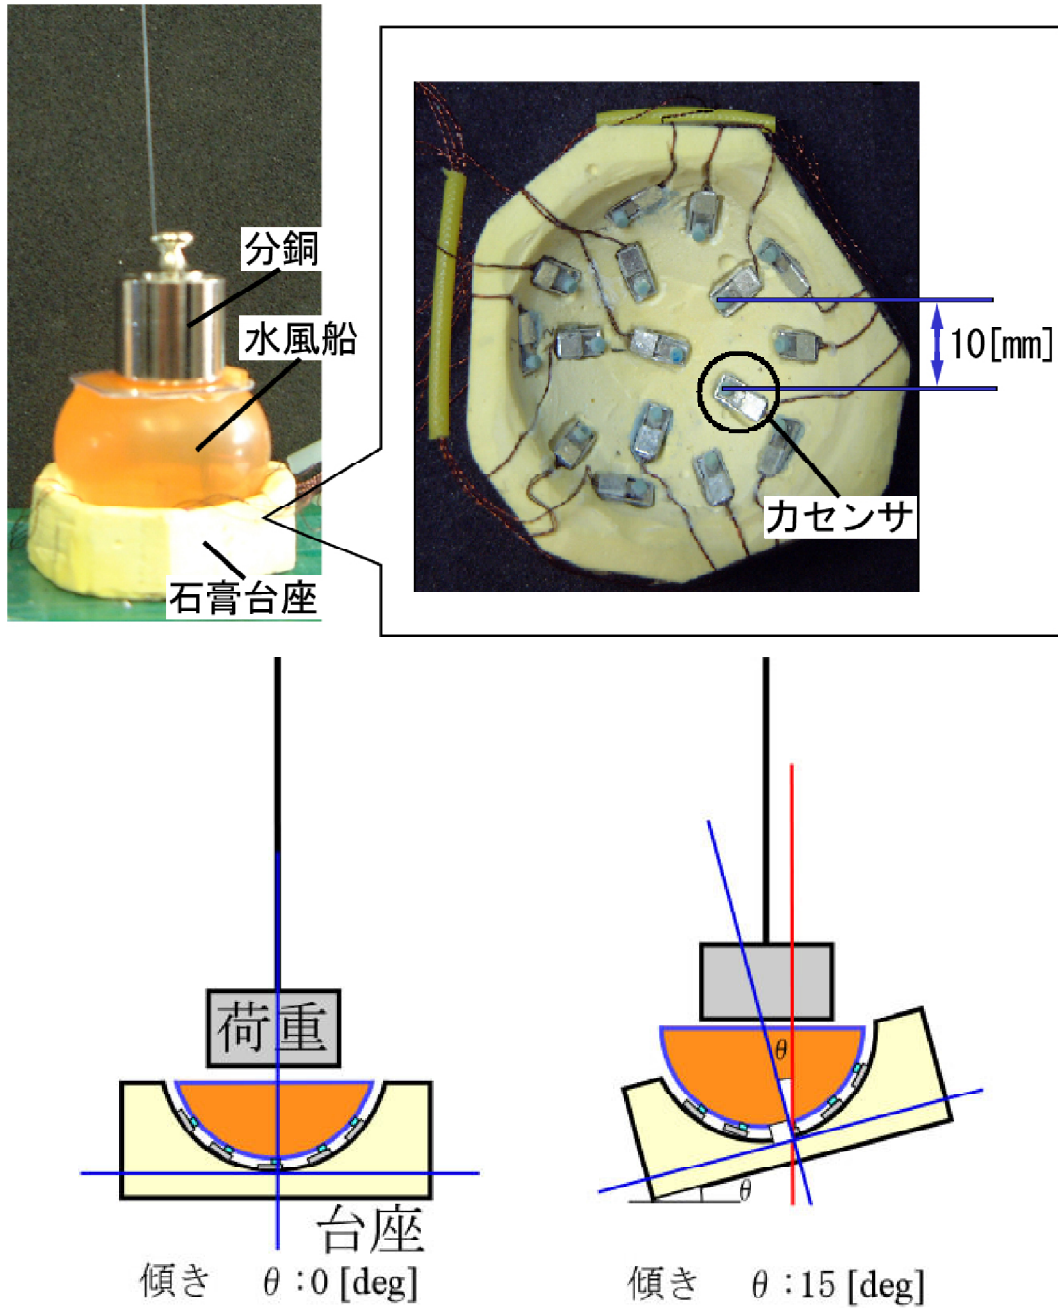 分銅
水風船
石膏台座
10[mm]
力センサ
荷重
台座
傾き θ:0 [deg]
θ
θ
傾き θ:15 [deg]